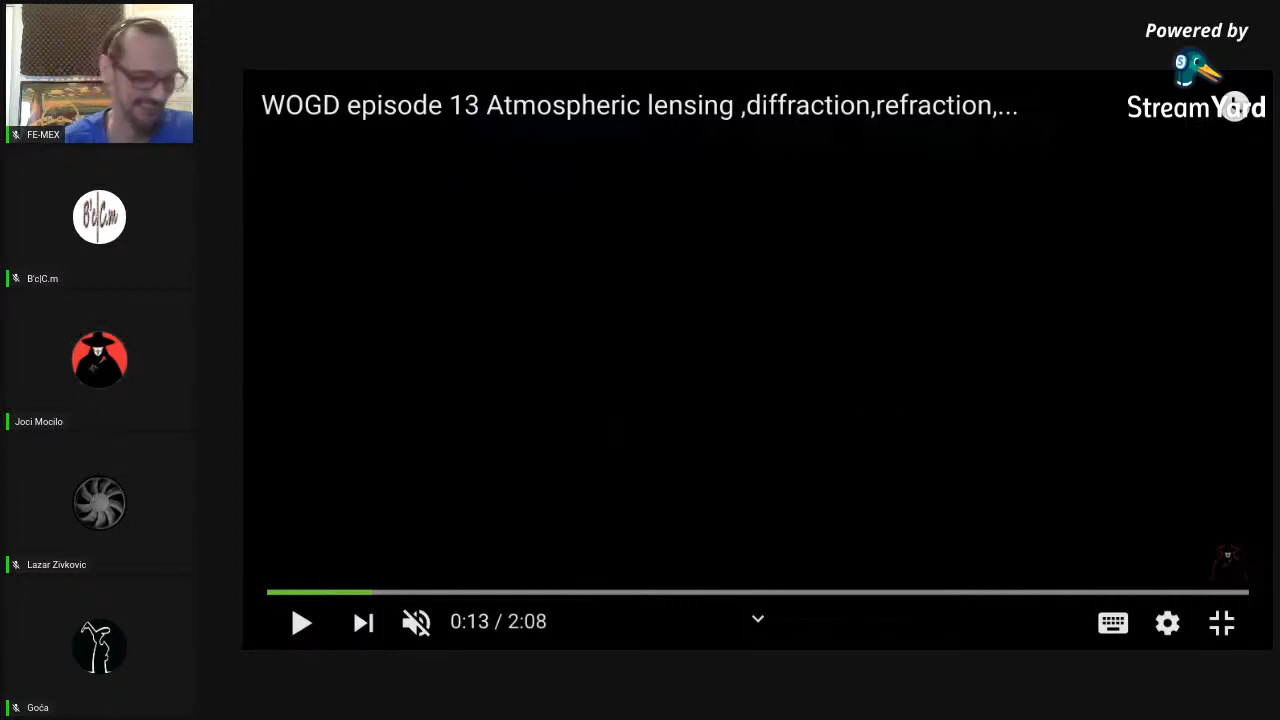 Powered by
StreamYard
WOGD episode 13 Atmospheric lensing ,diffraction,refraction,...
FE-MEX
B'c|C.m
B'c|C.m
Joci Mocilo
Lazar Zivkovic
Goća
0:13 / 2:08